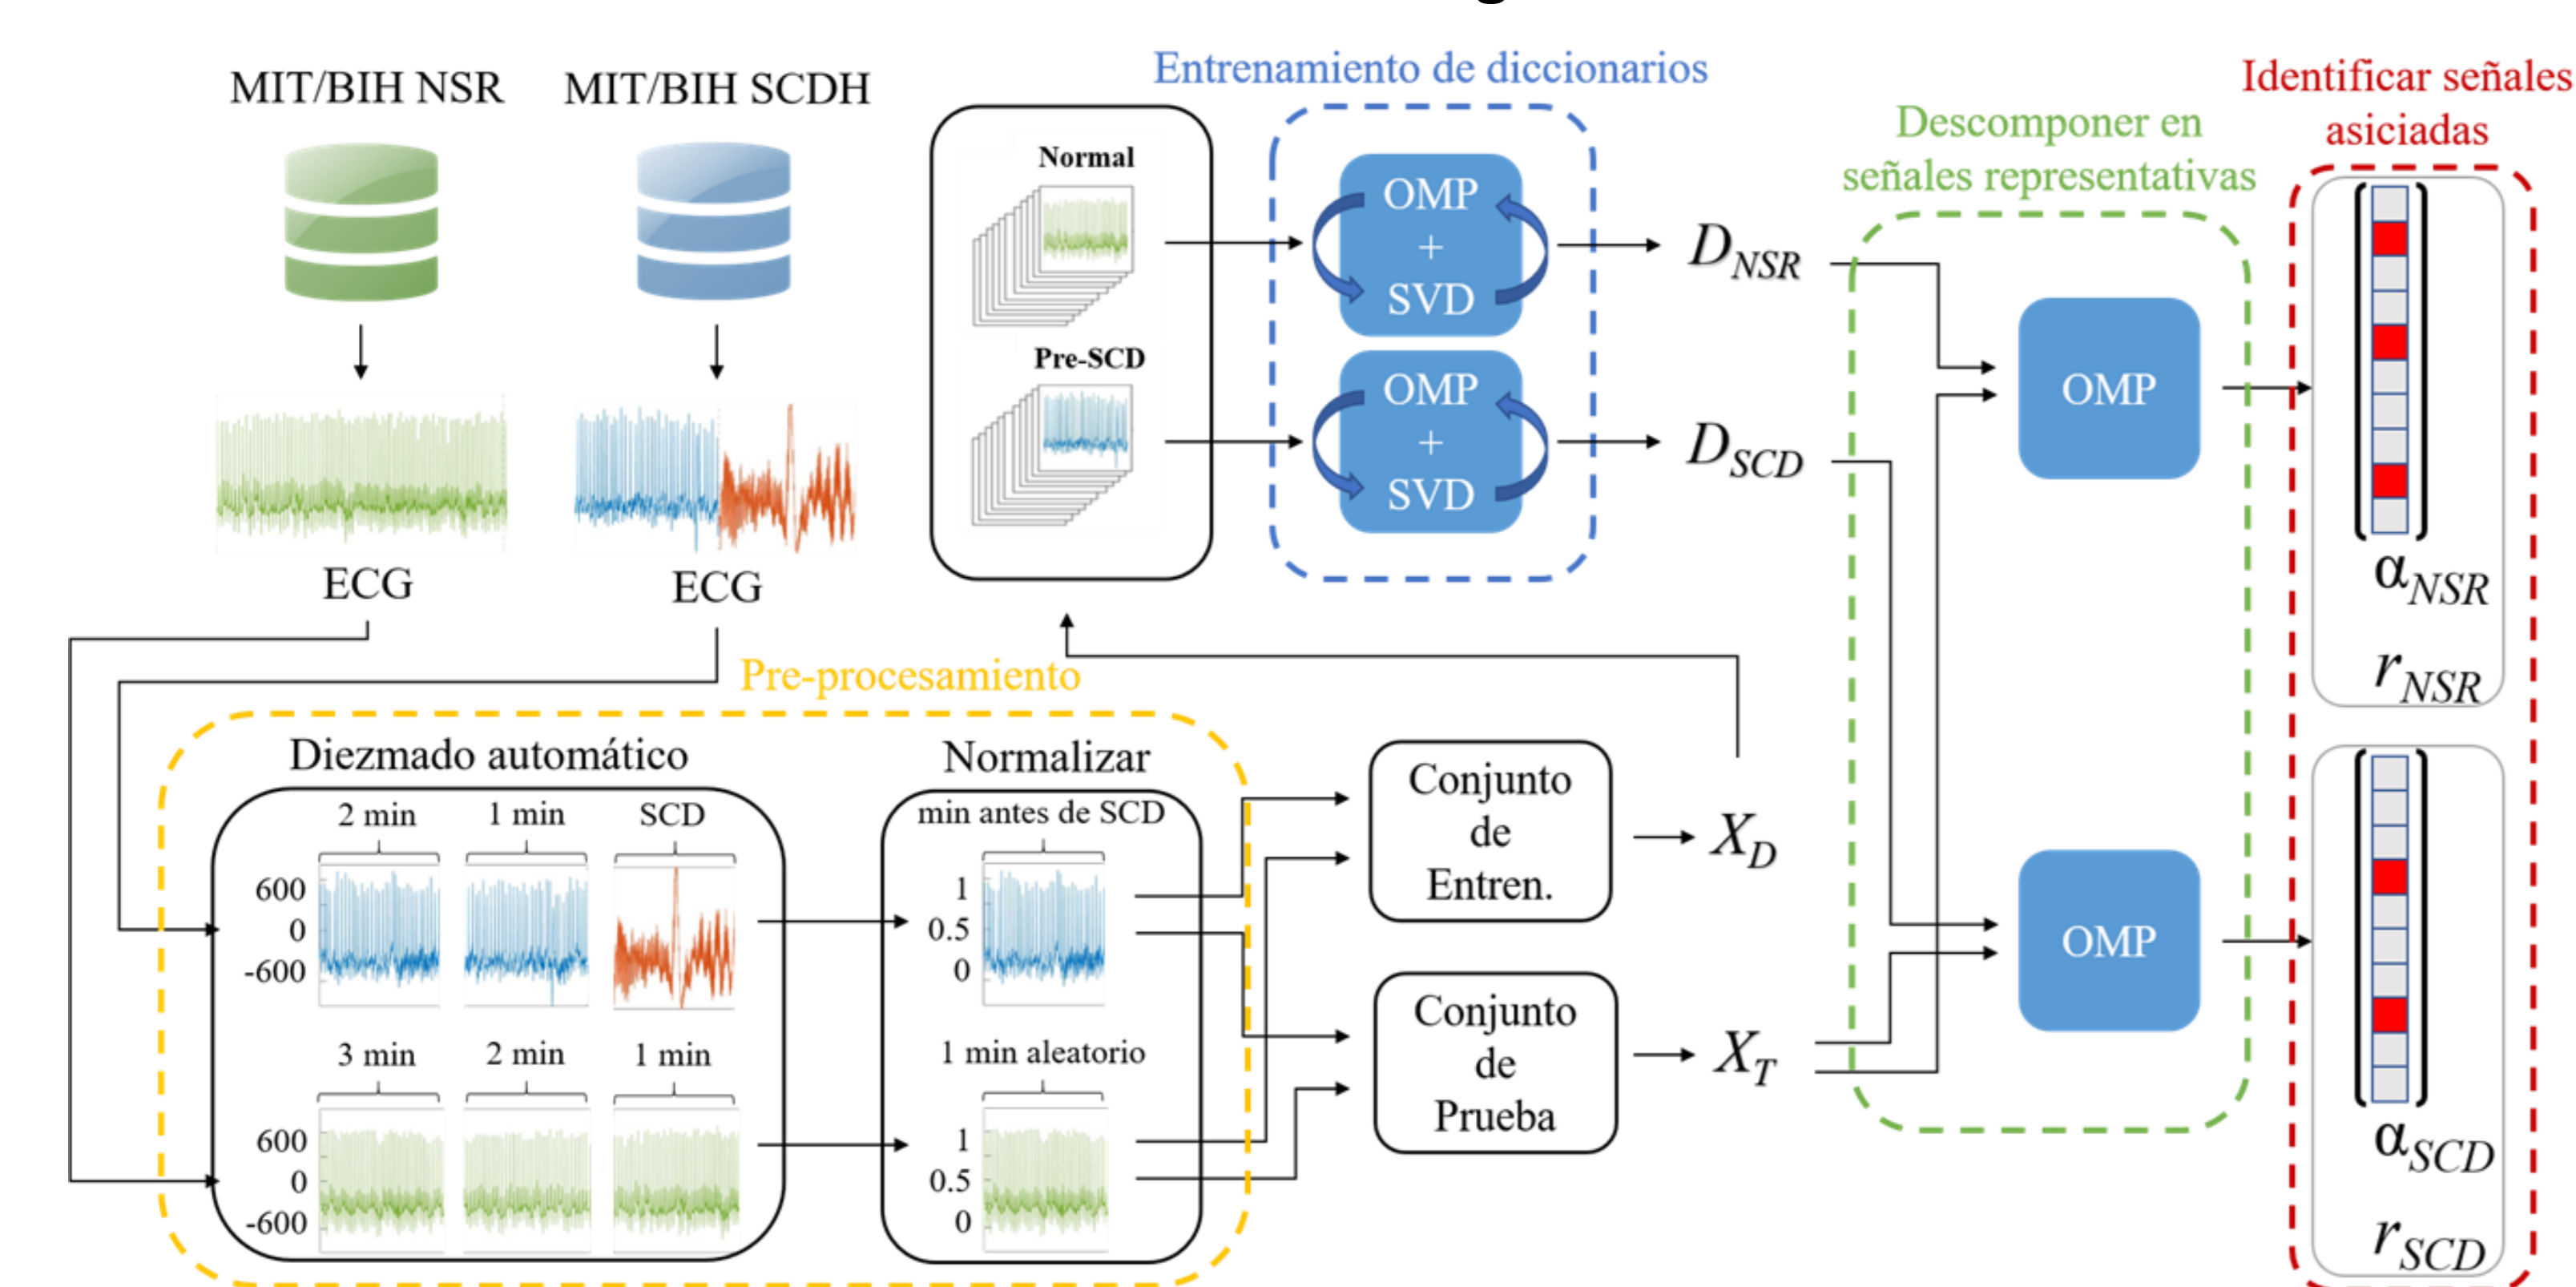 MIT/BIH NSR
MIT/BIH SCDH
ECG
ECG
Normal
Pre-SCD
Entrenamiento de diccionarios
OMP
+
SVD
OMP
+
SVD
D_NSR
D_SCD
Descomponer en
señales representativas
OMP
OMP
Identificar señales
asiciadas
α_NSR
r_NSR
α_SCD
r_SCD
Pre-procesamiento
Diezmado automático
2 min
1 min
SCD
600
0
-600
3 min
2 min
1 min
600
0
-600
Normalizar
min antes de SCD
1
0.5
0
1 min aleatorio
1
0.5
0
Conjunto
de
Entren.
X_D
Conjunto
de
Prueba
X_T